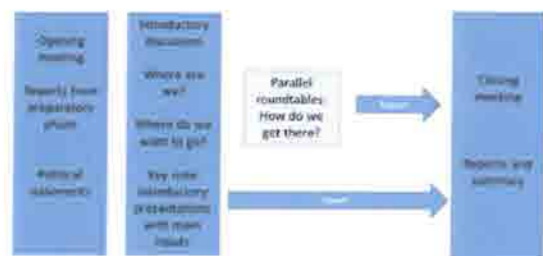 Opening
meeting
Reports from
preparatory
phase
Political
statements
Introductory
discussion
Where are
we?
Where do we
want to go?
Key note
introductory
presentations
with main
Parallel
roundtables:
How do we
get there?
Closing
meeting
Reports and
summary